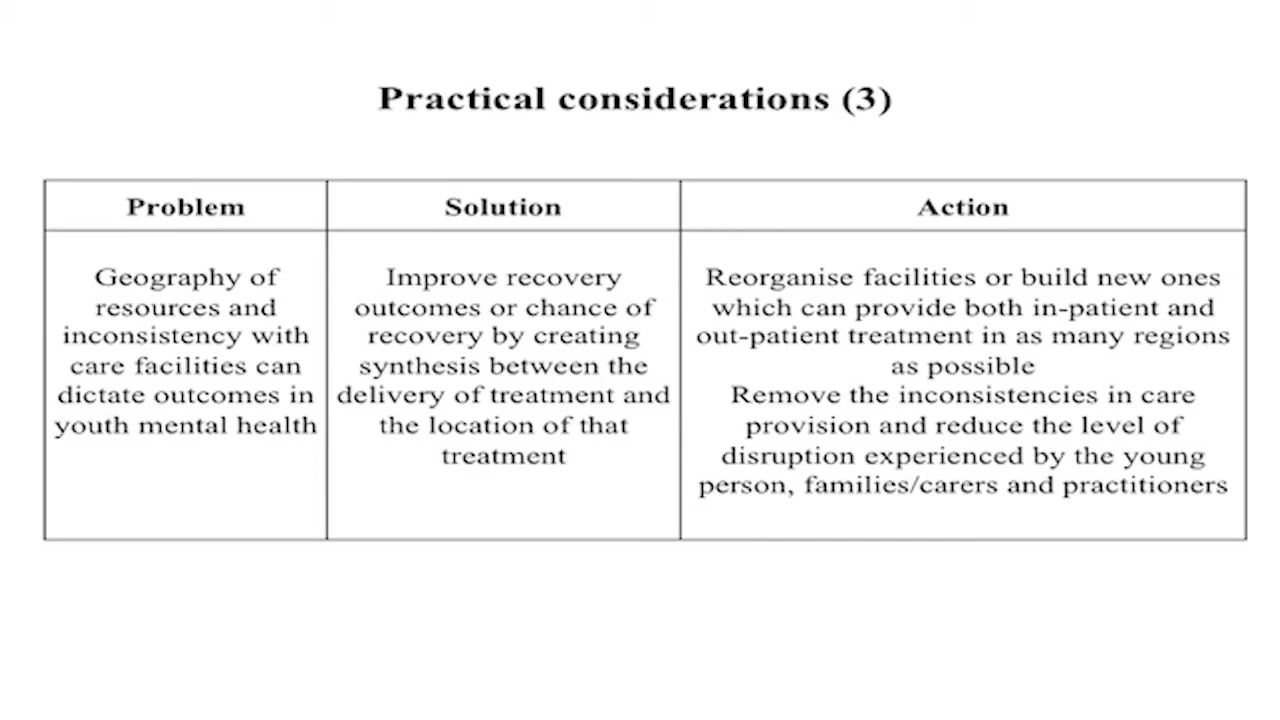 Practical considerations (3)
Problem
Solution
Action
Geography of
resources and
inconsistency with
care facilities can
dictate outcomes in
youth mental health
Improve recovery
outcomes or chance of
recovery by creating
synthesis between the
delivery of treatment and
the location of that
treatment
Reorganise facilities or build new ones
which can provide both in-patient and
out-patient treatment in as many regions
as possible
Remove the inconsistencies in care
provision and reduce the level of
disruption experienced by the young
person, families/carers and practitioners